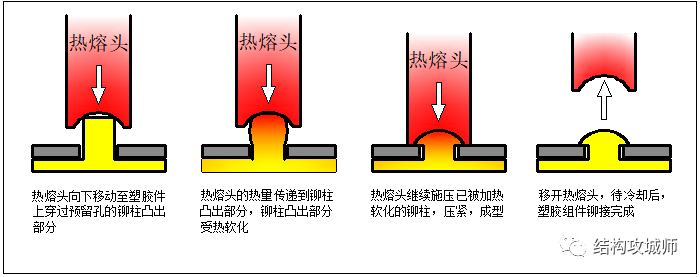 热熔头
热熔头
热熔头
热熔头向下移动至塑胶件
上穿过预留孔的铆柱凸出
部分
热熔头的热量传递到铆柱
凸出部分，铆柱凸出部分
受热软化
热熔头继续施压已被加热
软化的铆柱，压紧，成型
移开热熔头，待冷却后，
塑胶组件铆接完成
结构攻城师